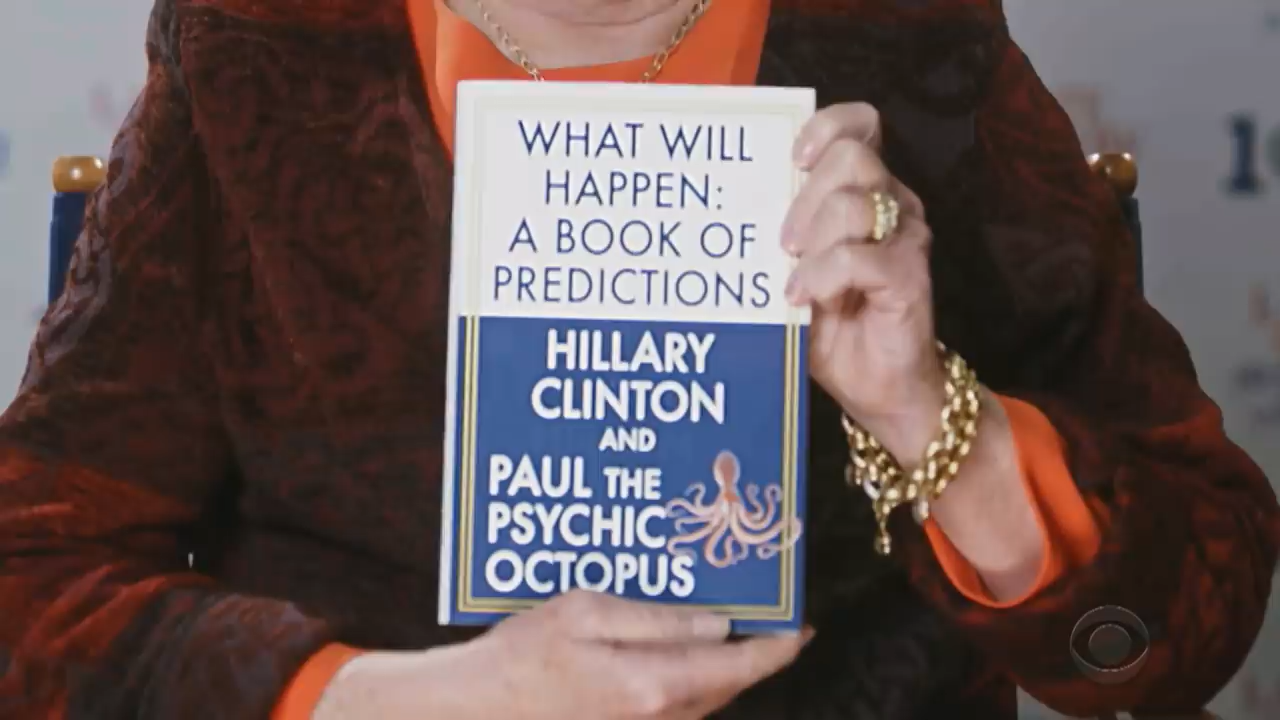 WHAT WILL
HAPPEN:
A BOOK OF
PREDICTIONS
HILLARY
CLINTON
AND
PAUL THE
PSYCHIC
OCTOPUS